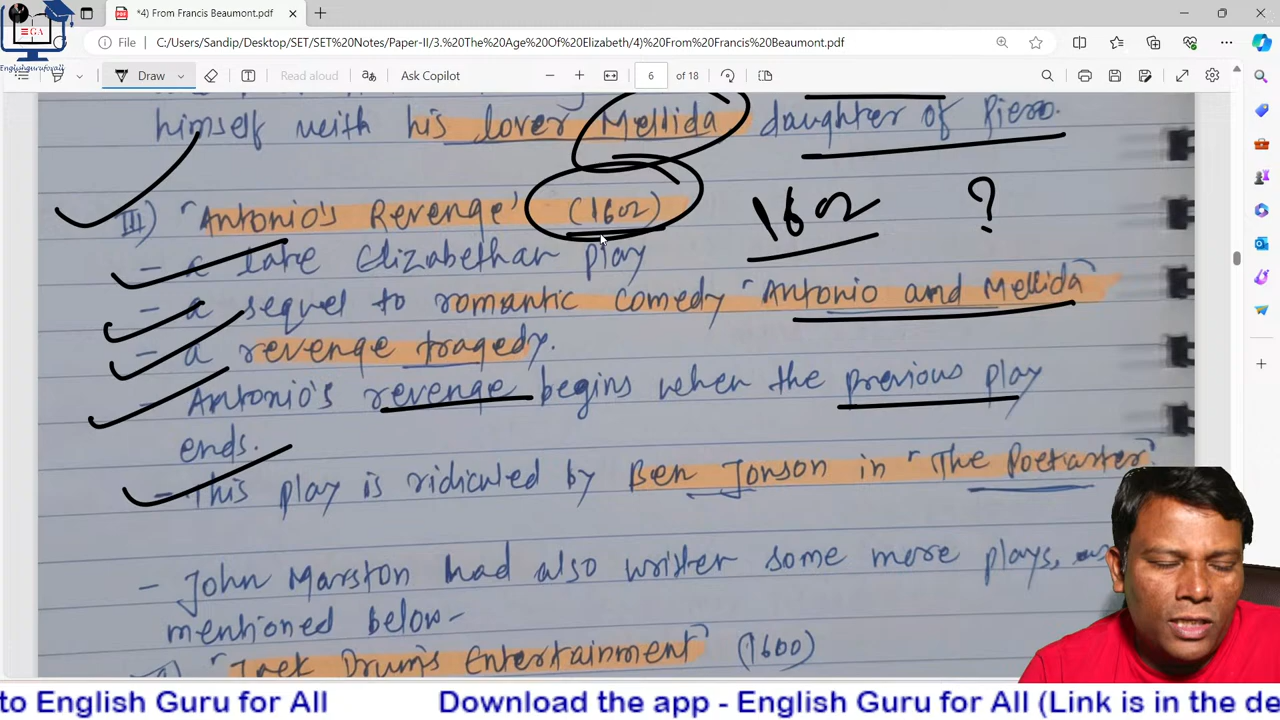 *4) From Francis Beaumont.pdf
File C:/Users/Sandip/Desktop/SET/SET%20Notes/Paper-II/3.%20The%20Age%20Of%20Elizabeth/4)%20From%20Francis%20Beaumont.pdf
EGA
Englishguruforall
Draw Read aloud Ask Copilot 6 of 18
himself with his lover Mellida daughter of Piero.
III) "Antonio's Revenge" (1602) 1602 ?
- a late Elizabethan play
- a sequel to romantic comedy "Antonio and Mellida"
- a revenge tragedy.
- Antonio's revenge begins when the previous play
ends.
- This play is ridiculed by Ben Jonson in "The Poetaster"
- John Marston had also written some more plays, as
mentioned below-
"Jack Drum's Entertainment" (1600)
to English Guru for All Download the app - English Guru for All (Link is in the de